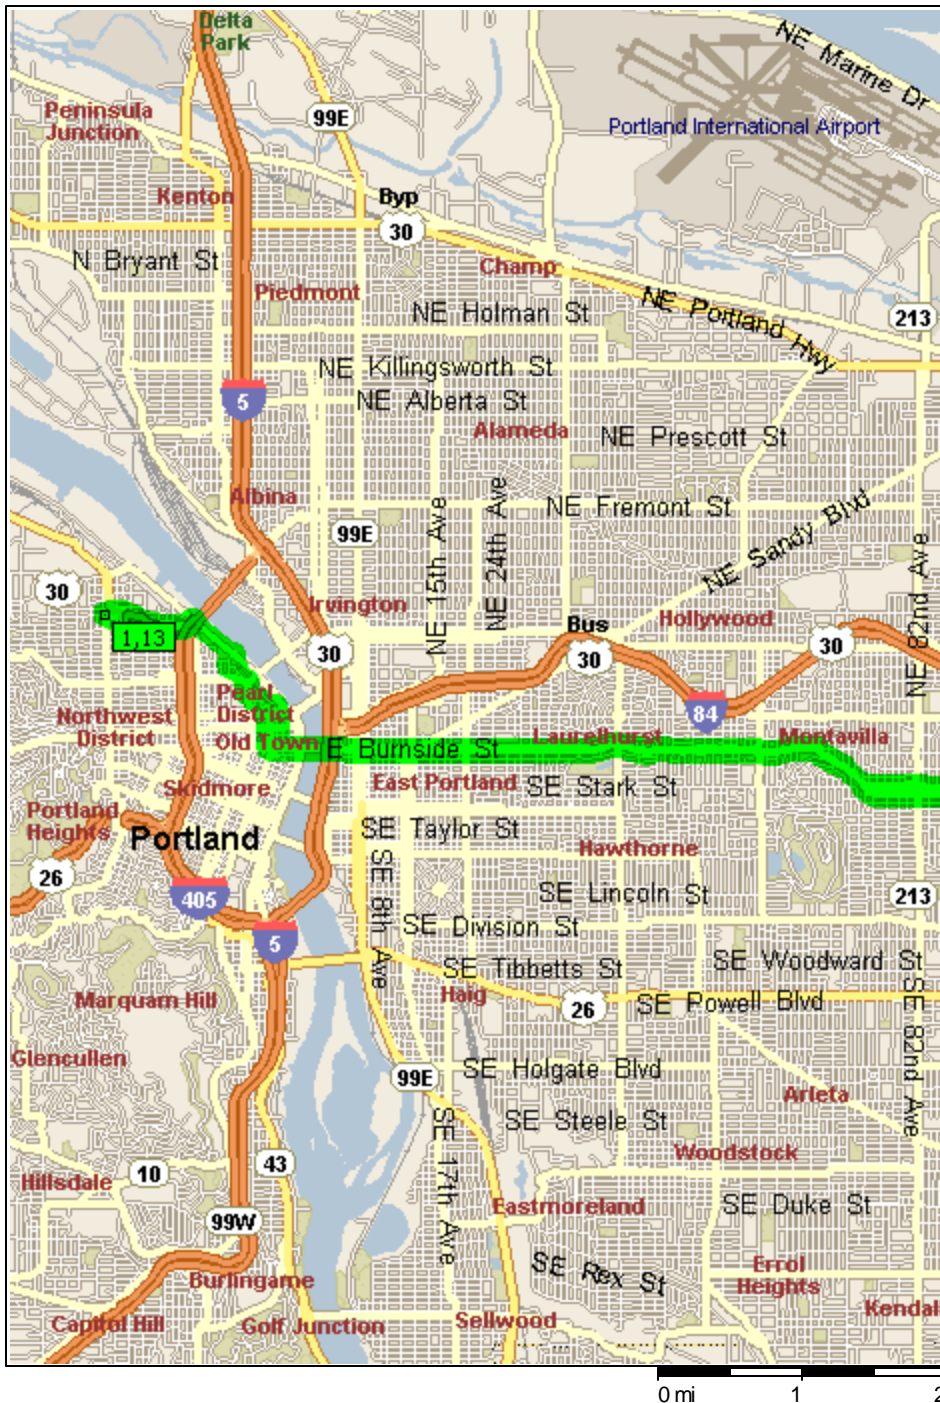 Delta
Park
NE Marine Dr
Peninsula
Junction
99E
Portland International Airport
Kenton
Byp
30
N Bryant St
Champ
Piedmont
NE Holman St
NE Portland Hwy
213
NE Killingsworth St
5
NE Alberta St
Alameda
NE Prescott St
Albina
NE Fremont St
99E
NE 15th Ave
NE 24th Ave
NE Sandy Blvd
NE 82nd Ave
30
Irvington
Hollywood
Bus
1,13
30
30
30
Pearl
District
84
Northwest
District
Old Town
E Burnside St
Laurelhurst
Montavilla
Skidmore
East Portland
SE Stark St
Portland
Heights
Portland
SE Taylor St
Hawthorne
26
405
SE 8th Ave
SE Lincoln St
213
5
SE Division St
SE Tibbetts St
SE Woodward St
Marquam Hill
Haig
26
SE Powell Blvd
SE 82nd Ave
Glencullen
99E
SE Holgate Blvd
Arleta
SE Steele St
SE 17th Ave
Woodstock
Hillsdale
10
43
99W
Eastmoreland
SE Duke St
SE Rex St
Errol
Heights
Burlingame
Kendal
Capitol Hill
Golf Junction
Sellwood
0 mi
1
2